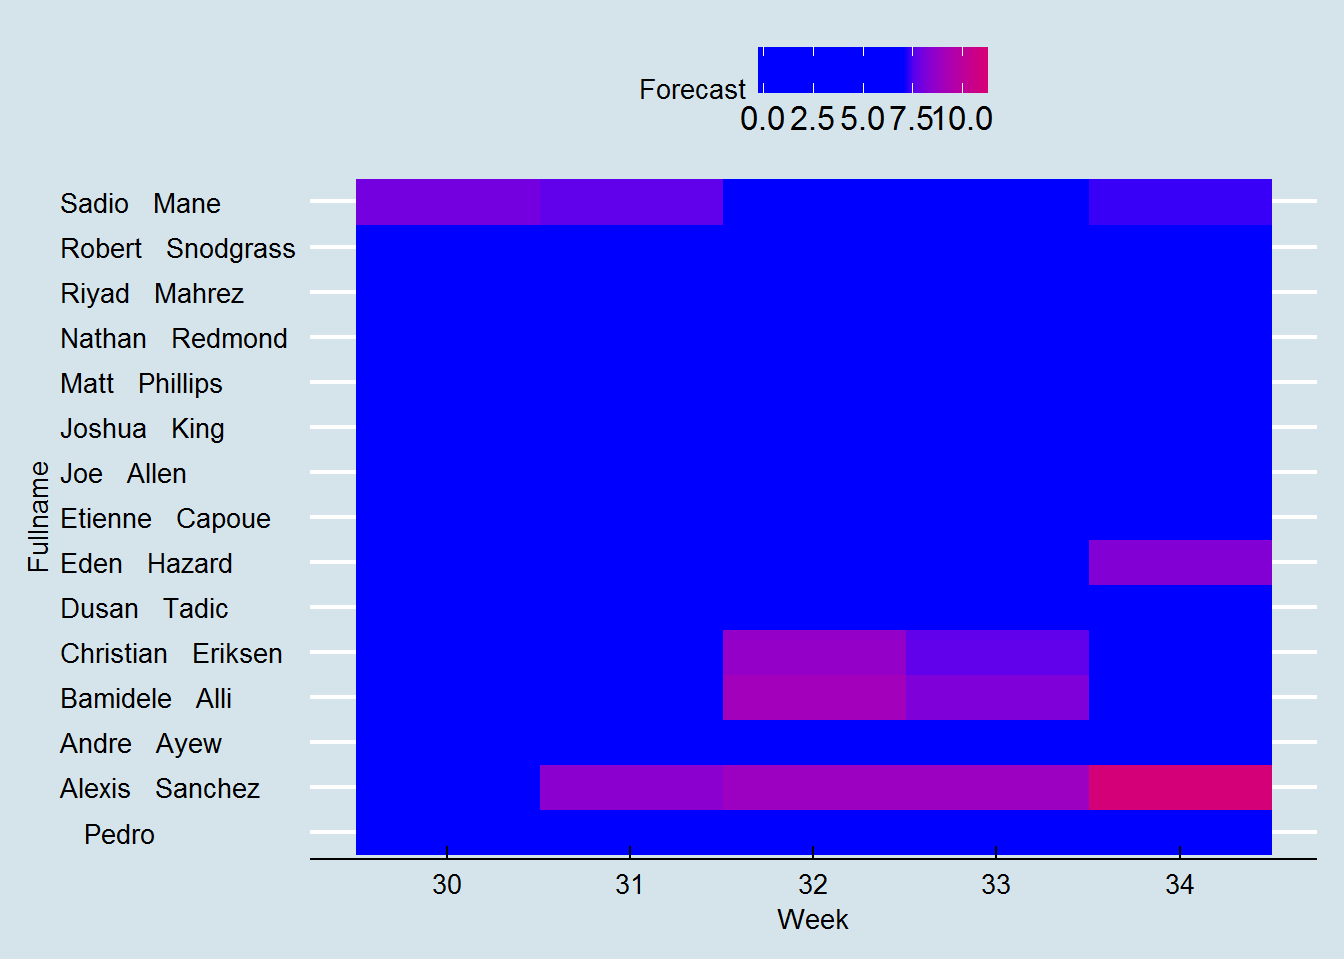 Forecast
0.0 2.5 5.0 7.5 10.0
Sadio Mane
Robert Snodgrass
Riyad Mahrez
Nathan Redmond
Matt Phillips
Joshua King
Joe Allen
Etienne Capoue
Eden Hazard
Dusan Tadic
Christian Eriksen
Bamidele Alli
Andre Ayew
Alexis Sanchez
Pedro
Fullname
30 31 32 33 34
Week